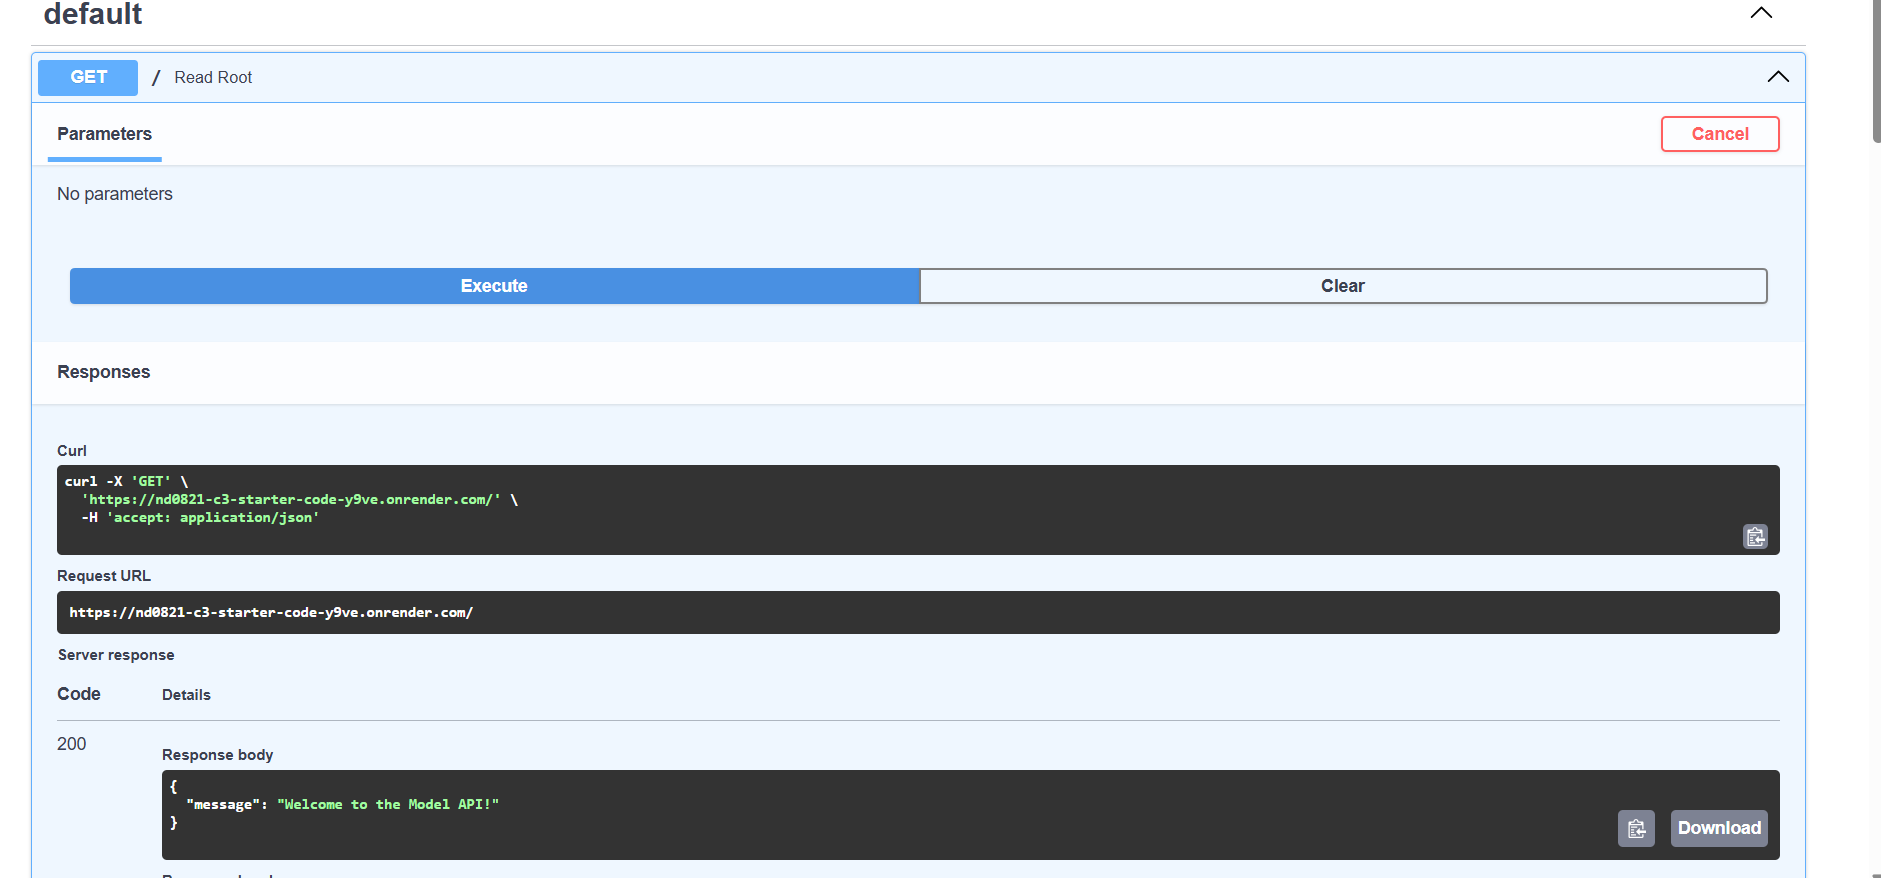 default
GET / Read Root
Parameters
Cancel
No parameters
Execute
Clear
Responses
Curl
curl -X 'GET' \
  'https://nd0821-c3-starter-code-y9ve.onrender.com/' \
  -H 'accept: application/json'
Request URL
https://nd0821-c3-starter-code-y9ve.onrender.com/
Server response
Code Details
200
Response body
{
  "message": "Welcome to the Model API!"
}
Download